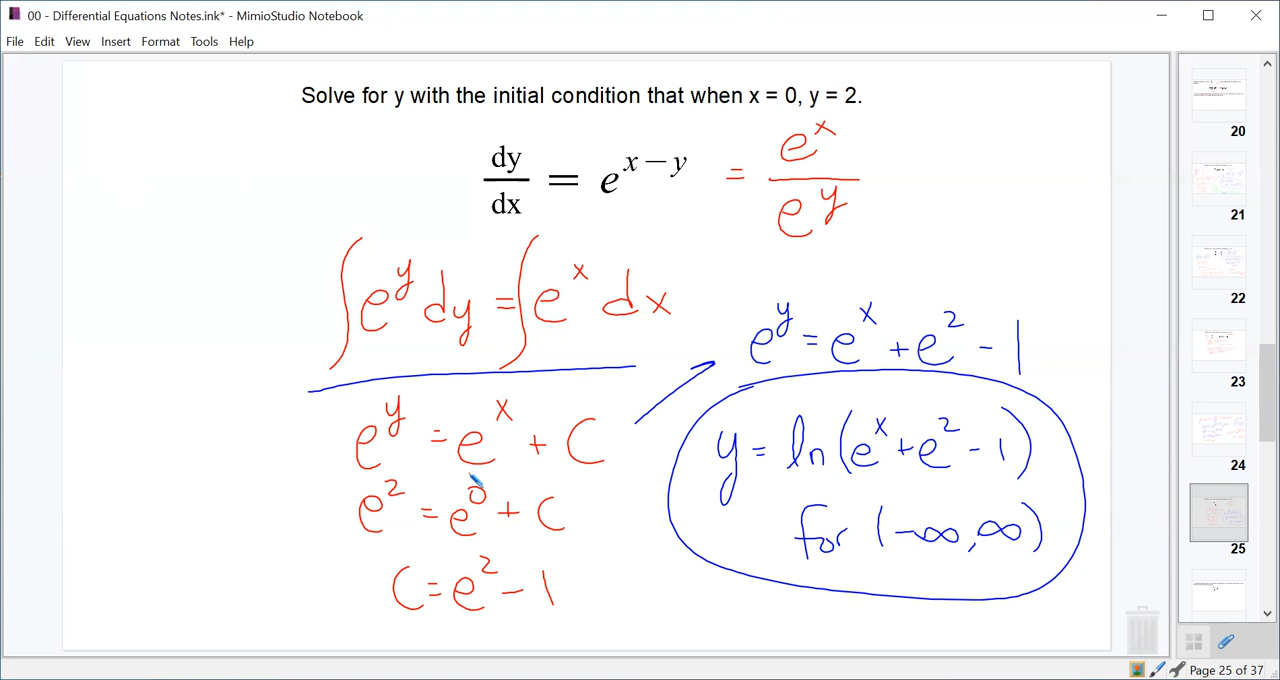 00 - Differential Equations Notes.ink* - MimioStudio Notebook
File Edit View Insert Format Tools Help
Solve for y with the initial condition that when x = 0, y = 2.
dy/dx = e^(x−y) = e^x/e^y
∫e^y dy = ∫e^x dx
e^y = e^x + C
e^2 = e^0 + C
C = e^2 - 1
e^y = e^x + e^2 - 1
y = ln(e^x + e^2 - 1)
for (-∞, ∞)
20
21
22
23
24
25
Page 25 of 37